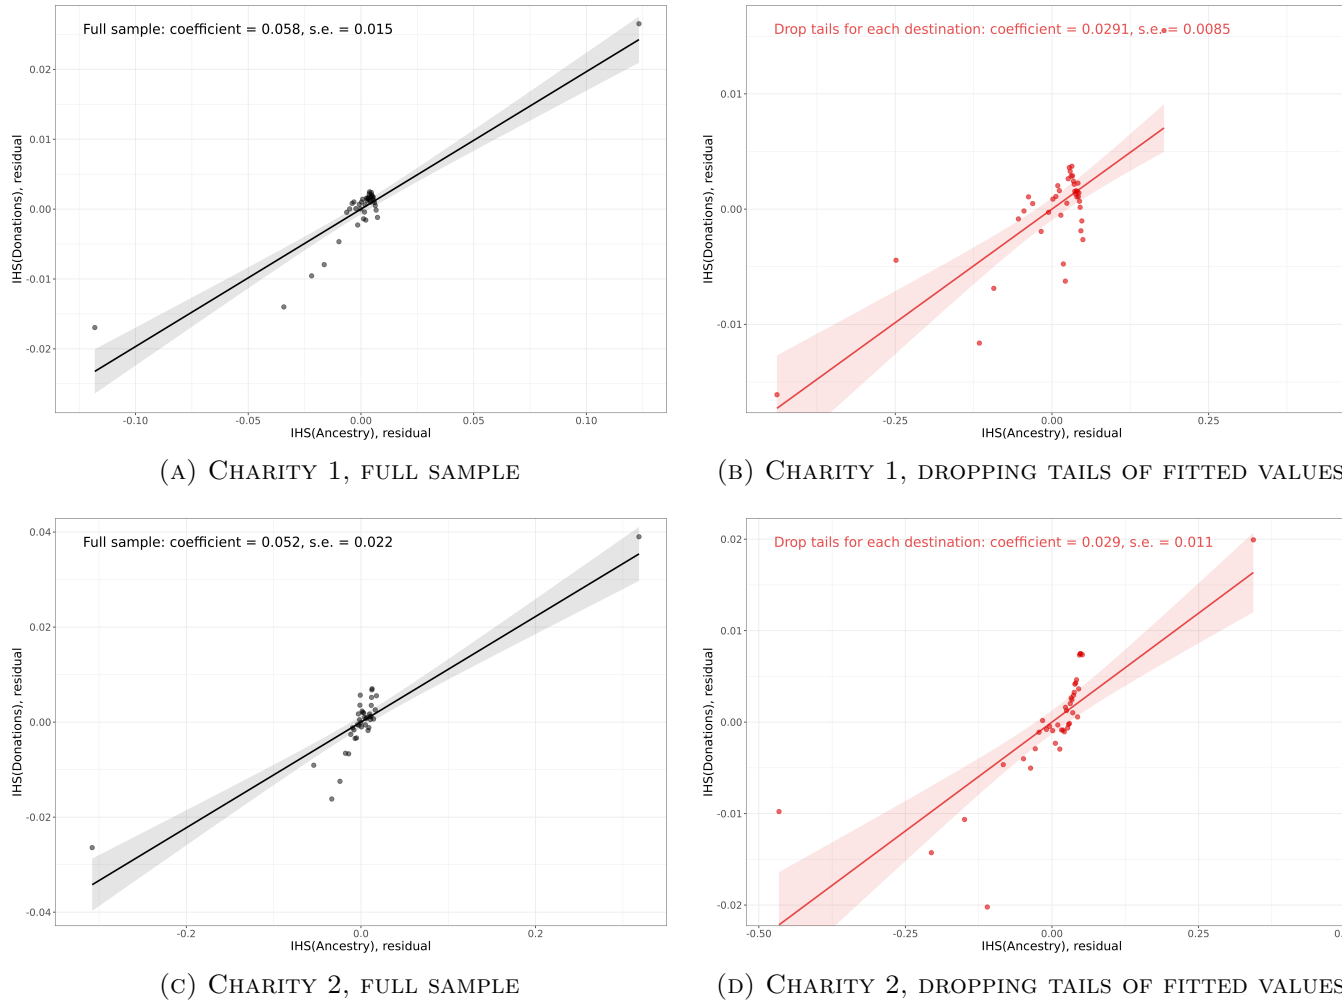 Full sample: coefficient = 0.058, s.e. = 0.015
IHS(Donations), residual
0.02
0.01
0.00
-0.01
-0.02
-0.10
-0.05
0.00
0.05
0.10
IHS(Ancestry), residual
(A) Charity 1, full sample
Drop tails for each destination: coefficient = 0.0291, s.e. = 0.0085
IHS(Donations), residual
0.01
0.00
-0.01
-0.25
0.00
0.25
IHS(Ancestry), residual
(B) Charity 1, dropping tails of fitted values
Full sample: coefficient = 0.052, s.e. = 0.022
IHS(Donations), residual
0.04
0.02
0.00
-0.02
-0.04
-0.2
0.0
0.2
IHS(Ancestry), residual
(C) Charity 2, full sample
Drop tails for each destination: coefficient = 0.029, s.e. = 0.011
IHS(Donations), residual
0.02
0.01
0.00
-0.01
-0.02
-0.50
-0.25
0.00
0.25
IHS(Ancestry), residual
(D) Charity 2, dropping tails of fitted values